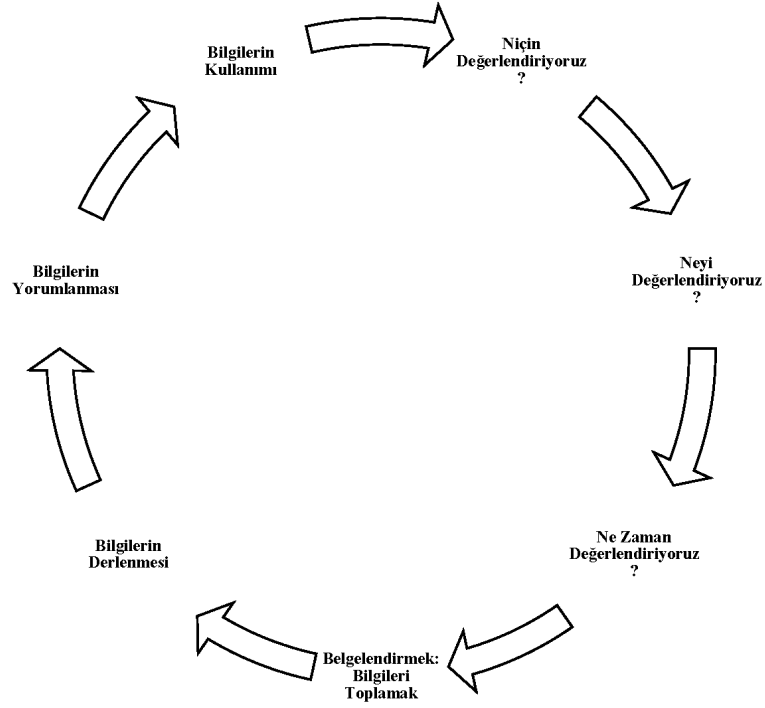 Bilgilerin
Kullanımı
Niçin
Değerlendiriyoruz
?
Neyi
Değerlendiriyoruz
?
Ne Zaman
Değerlendiriyoruz
?
Belgelendirmek:
Bilgileri
Toplamak
Bilgilerin
Derlenmesi
Bilgilerin
Yorumlanması